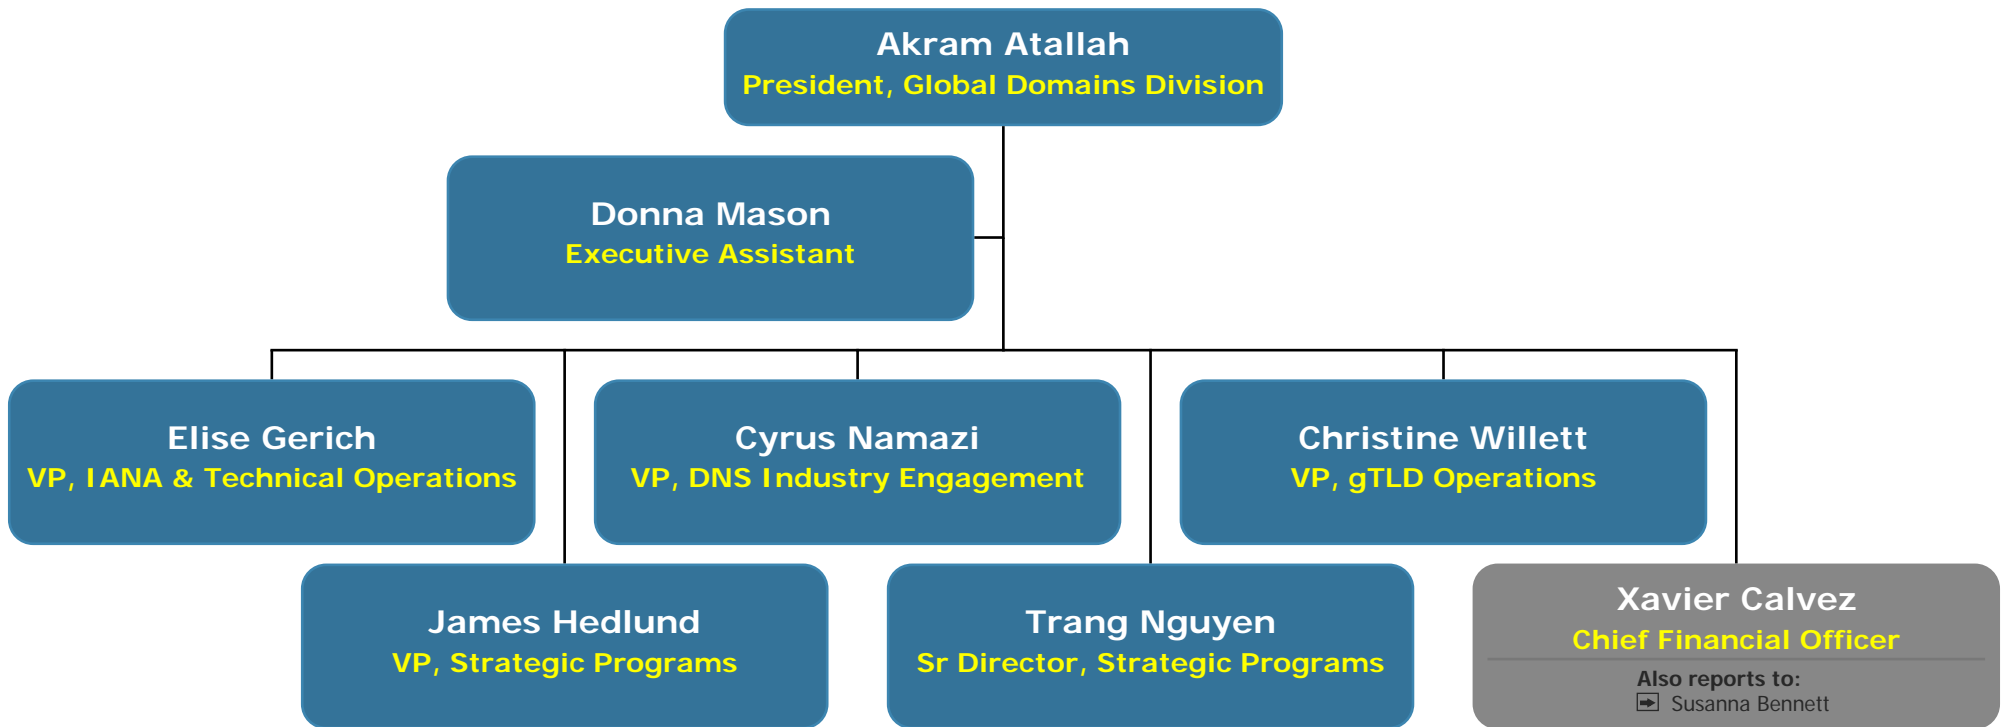 Akram Atallah
President, Global Domains Division
Donna Mason
Executive Assistant
Elise Gerich
VP, IANA & Technical Operations
Cyrus Namazi
VP, DNS Industry Engagement
Christine Willett
VP, gTLD Operations
James Hedlund
VP, Strategic Programs
Trang Nguyen
Sr Director, Strategic Programs
Xavier Calvez
Chief Financial Officer
Also reports to:
Susanna Bennett